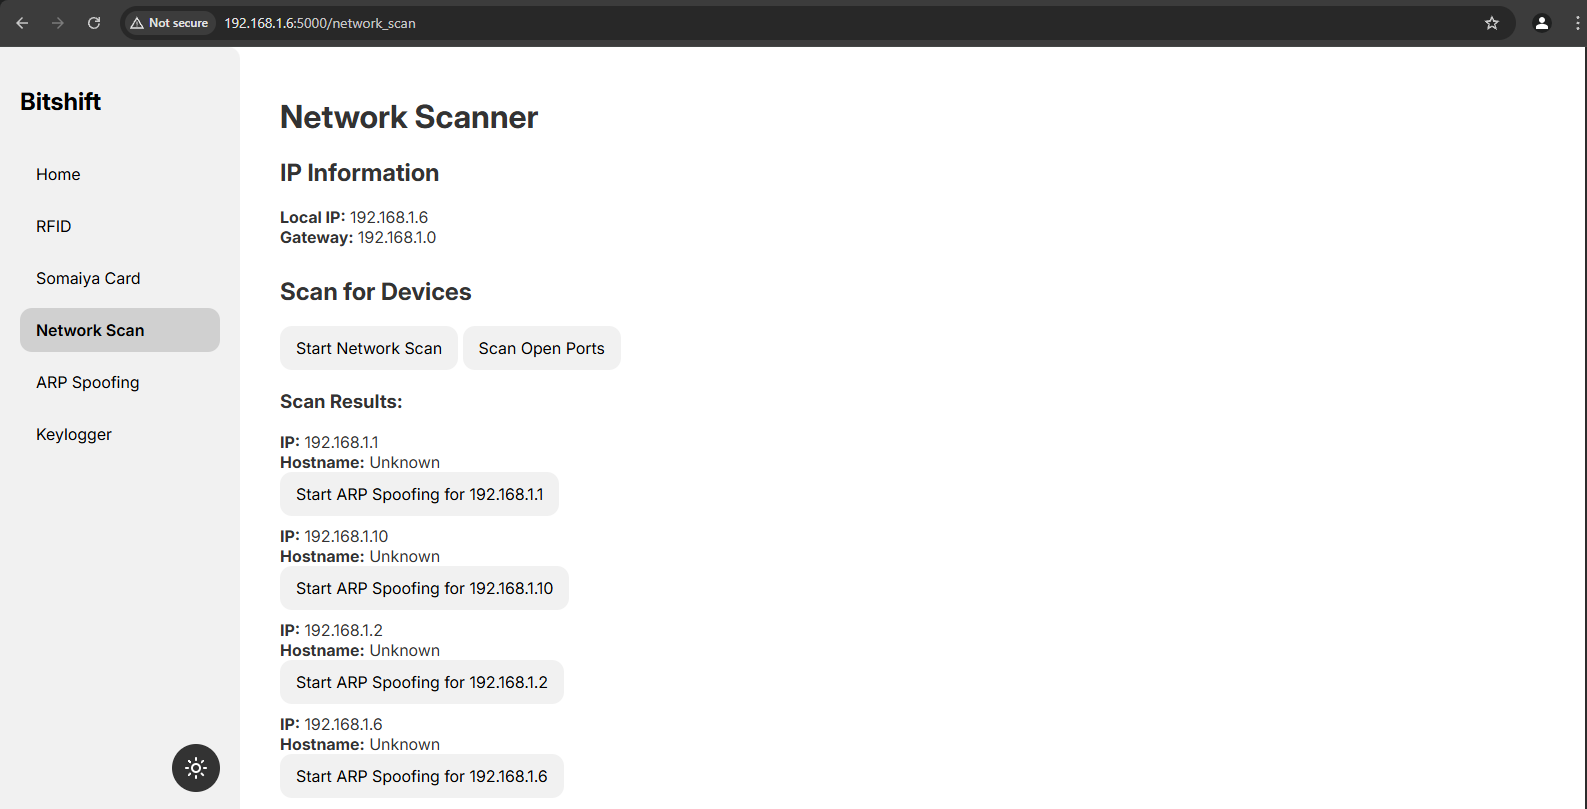 Not secure 192.168.1.6:5000/network_scan
Bitshift
Home
RFID
Somaiya Card
Network Scan
ARP Spoofing
Keylogger
Network Scanner
IP Information
Local IP: 192.168.1.6
Gateway: 192.168.1.0
Scan for Devices
Start Network Scan Scan Open Ports
Scan Results:
IP: 192.168.1.1
Hostname: Unknown
Start ARP Spoofing for 192.168.1.1
IP: 192.168.1.10
Hostname: Unknown
Start ARP Spoofing for 192.168.1.10
IP: 192.168.1.2
Hostname: Unknown
Start ARP Spoofing for 192.168.1.2
IP: 192.168.1.6
Hostname: Unknown
Start ARP Spoofing for 192.168.1.6